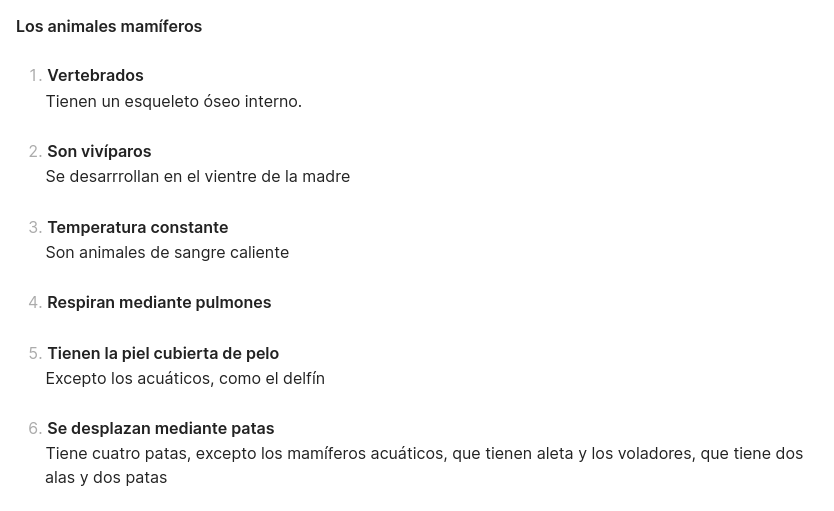 Los animales mamíferos
1. Vertebrados
Tienen un esqueleto óseo interno.
2. Son vivíparos
Se desarrrollan en el vientre de la madre
3. Temperatura constante
Son animales de sangre caliente
4. Respiran mediante pulmones
5. Tienen la piel cubierta de pelo
Excepto los acuáticos, como el delfín
6. Se desplazan mediante patas
Tiene cuatro patas, excepto los mamíferos acuáticos, que tienen aleta y los voladores, que tiene dos
alas y dos patas